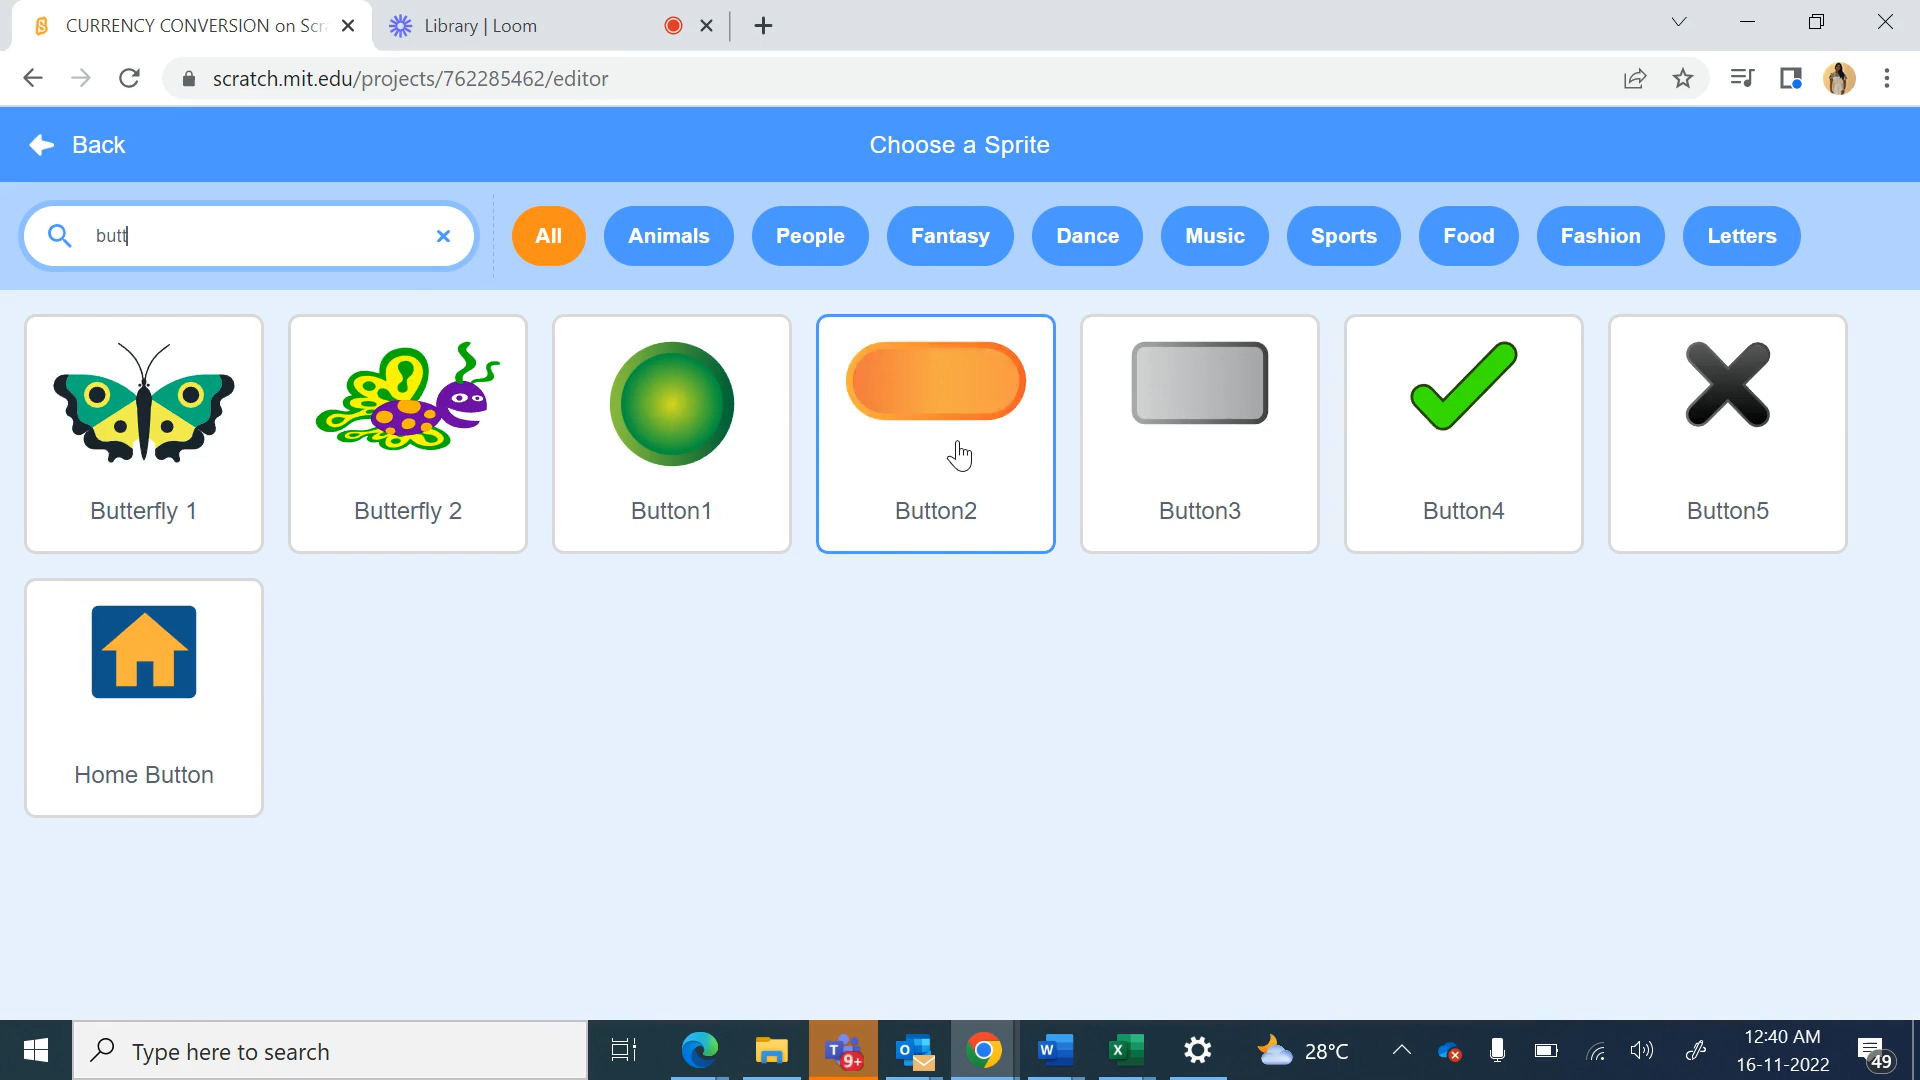 CURRENCY CONVERSION on Scr
Library | Loom
scratch.mit.edu/projects/762285462/editor
Back
Choose a Sprite
butt
All
Animals
People
Fantasy
Dance
Music
Sports
Food
Fashion
Letters
Butterfly 1
Butterfly 2
Button1
Button2
Button3
Button4
Button5
Home Button
Type here to search
T
9+
O
W
X
28°C
12:40 AM
16-11-2022
49